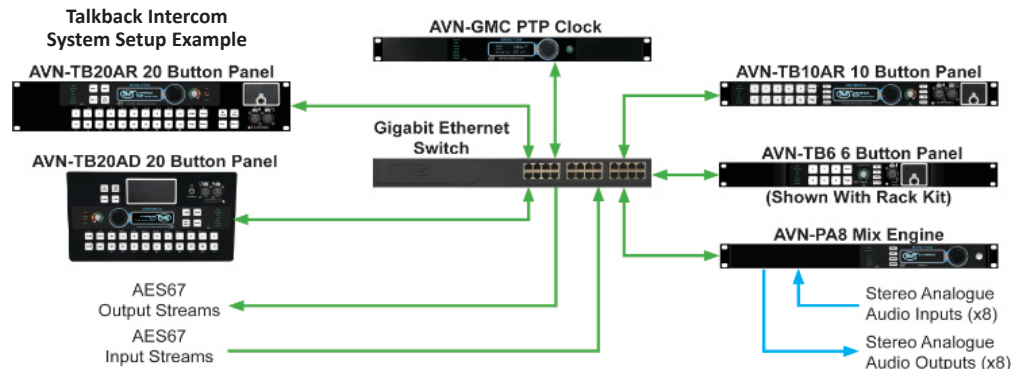 Talkback Intercom
System Setup Example
AVN-GMC PTP Clock
AVN-TB20AR 20 Button Panel
AVN-TB10AR 10 Button Panel
Gigabit Ethernet
Switch
AVN-TB20AD 20 Button Panel
AVN-TB6 6 Button Panel
(Shown With Rack Kit)
AVN-PA8 Mix Engine
AES67
Output Streams
AES67
Input Streams
Stereo Analogue
Audio Inputs (x8)
Stereo Analogue
Audio Outputs (x8)